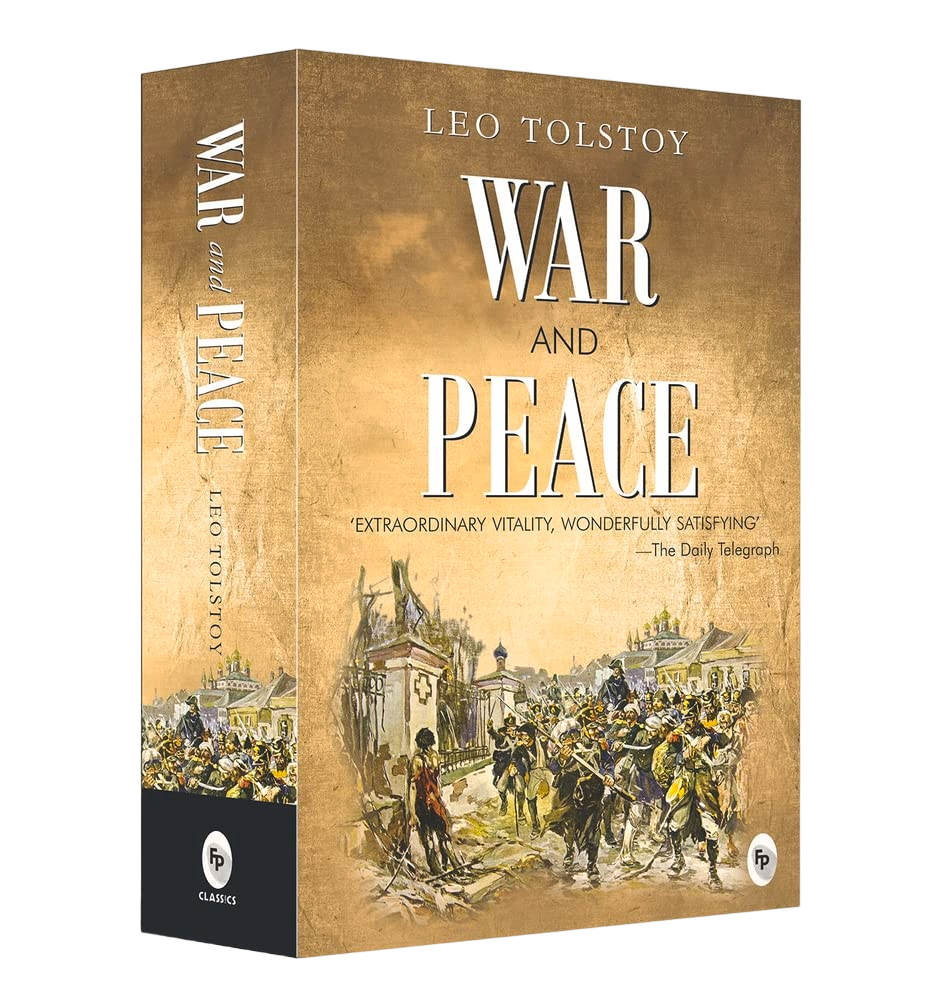 WAR and PEACE LEO TOLSTOY
FP
CLASSICS
LEO TOLSTOY
WAR
AND
PEACE
‘EXTRAORDINARY VITALITY, WONDERFULLY SATISFYING’
—The Daily Telegraph
FP